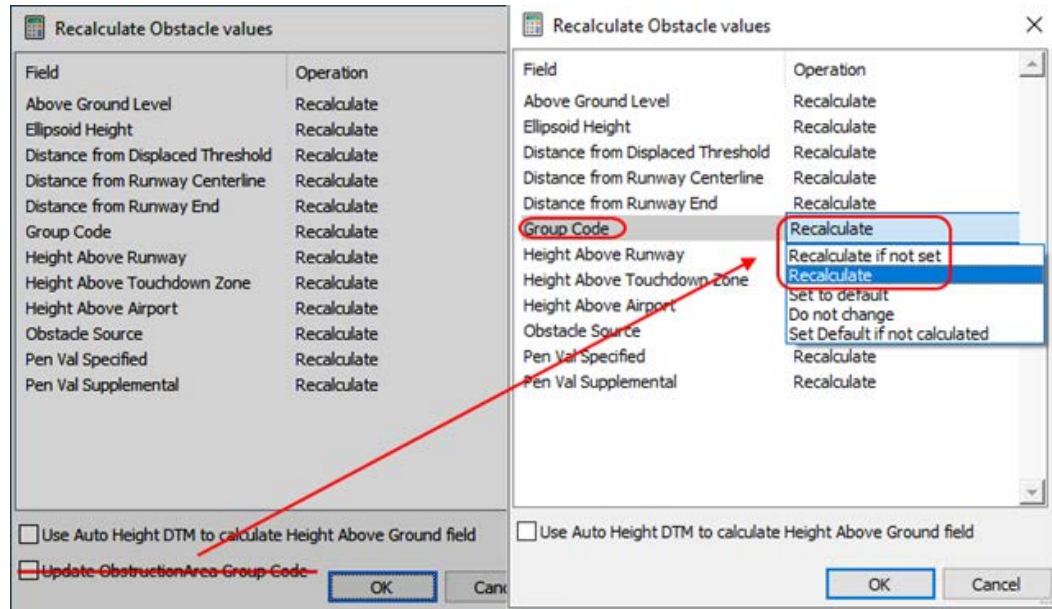 Recalculate Obstacle values
Field Operation
Above Ground Level Recalculate
Ellipsoid Height Recalculate
Distance from Displaced Threshold Recalculate
Distance from Runway Centerline Recalculate
Distance from Runway End Recalculate
Group Code Recalculate
Height Above Runway Recalculate
Height Above Touchdown Zone Recalculate
Height Above Airport Recalculate
Obstacle Source Recalculate
Pen Val Specified Recalculate
Pen Val Supplemental Recalculate
Use Auto Height DTM to calculate Height Above Ground field
Update ObstructionArea Group Code
OK Canc
Recalculate Obstacle values
Field Operation
Above Ground Level Recalculate
Ellipsoid Height Recalculate
Distance from Displaced Threshold Recalculate
Distance from Runway Centerline Recalculate
Distance from Runway End Recalculate
Group Code Recalculate
Height Above Runway Recalculate if not set
Height Above Touchdown Zone Recalculate
Height Above Airport Set to default
Obstacle Source Do not change
Set Default if not calculated
Pen Val Specified Recalculate
Pen Val Supplemental Recalculate
Use Auto Height DTM to calculate Height Above Ground field
OK Cancel